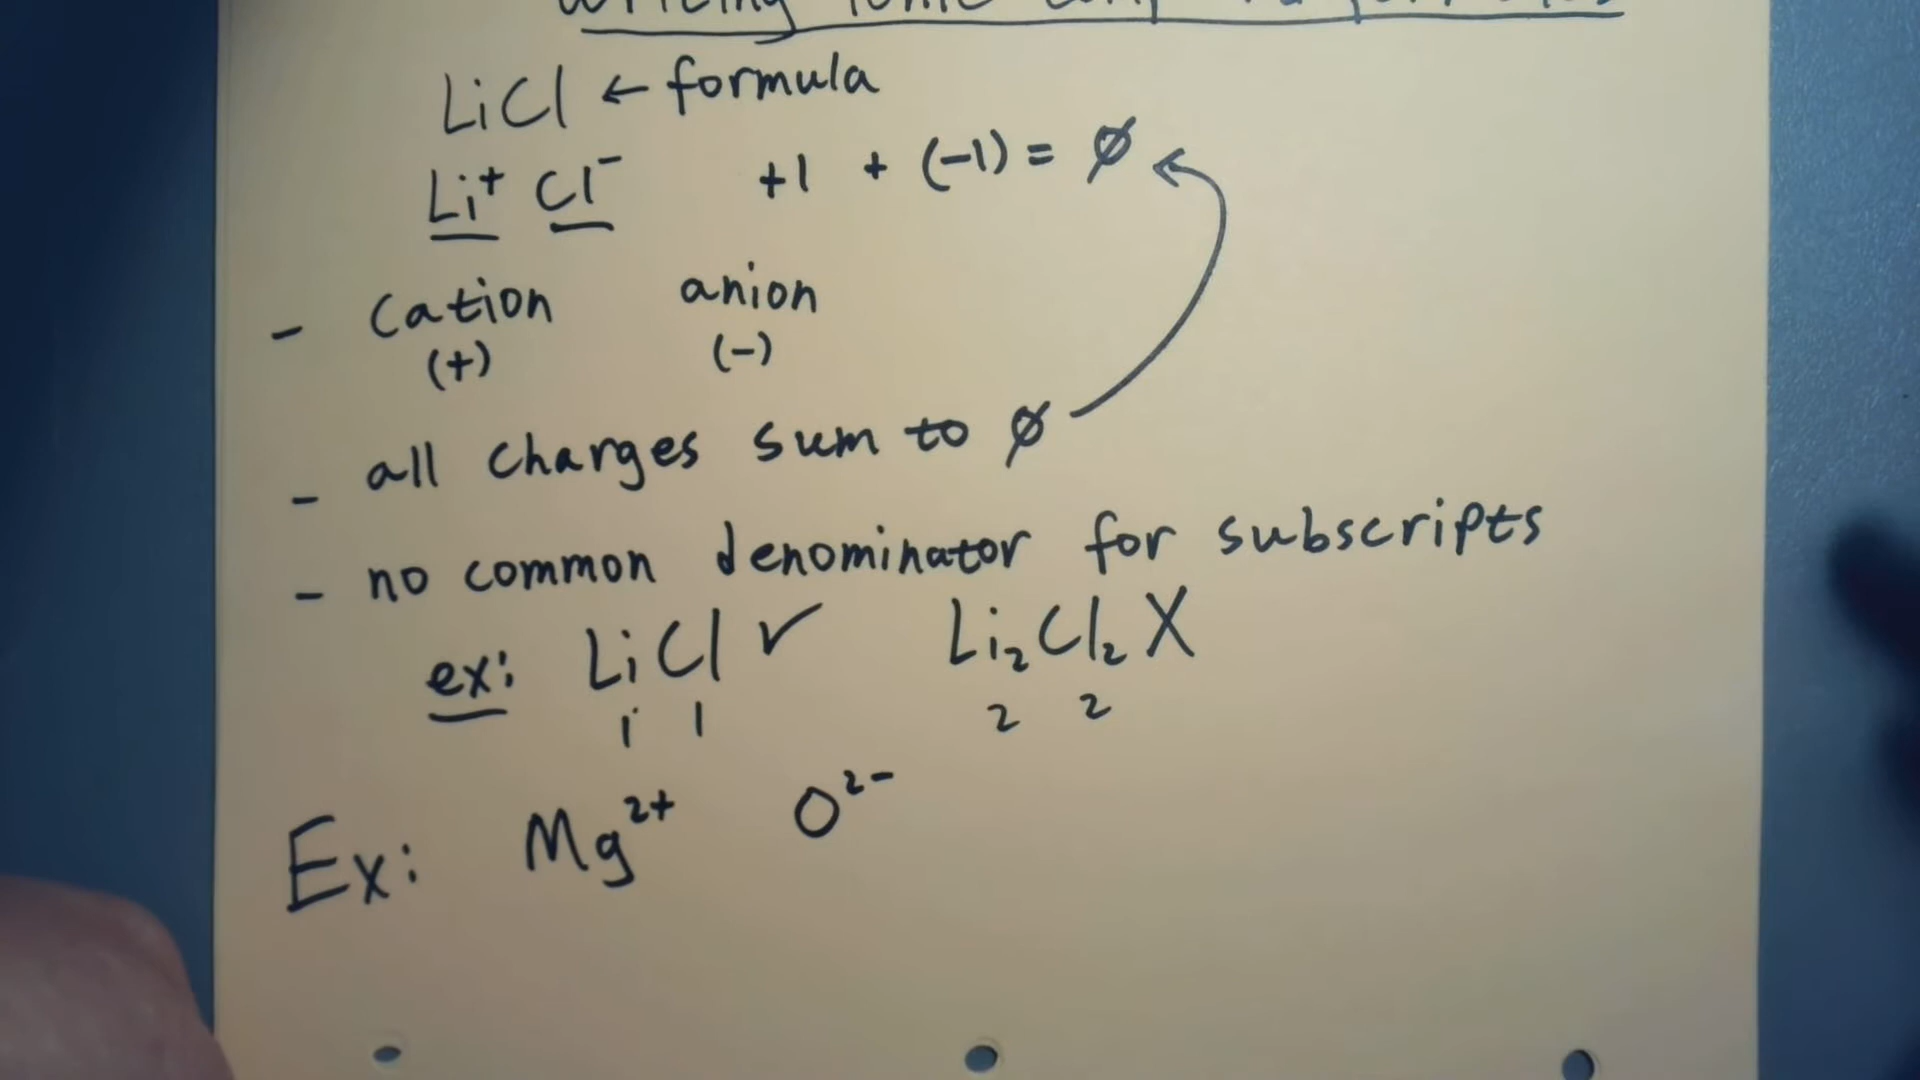 LiCl ← formula
Li⁺ Cl⁻ +1 + (-1) = ∅
- Cation anion
(+) (-)
- all charges sum to ∅
- no common denominator for subscripts
ex: LiCl ✓ Li₂Cl₂ X
1 1 2 2
Ex: Mg²⁺ O²⁻